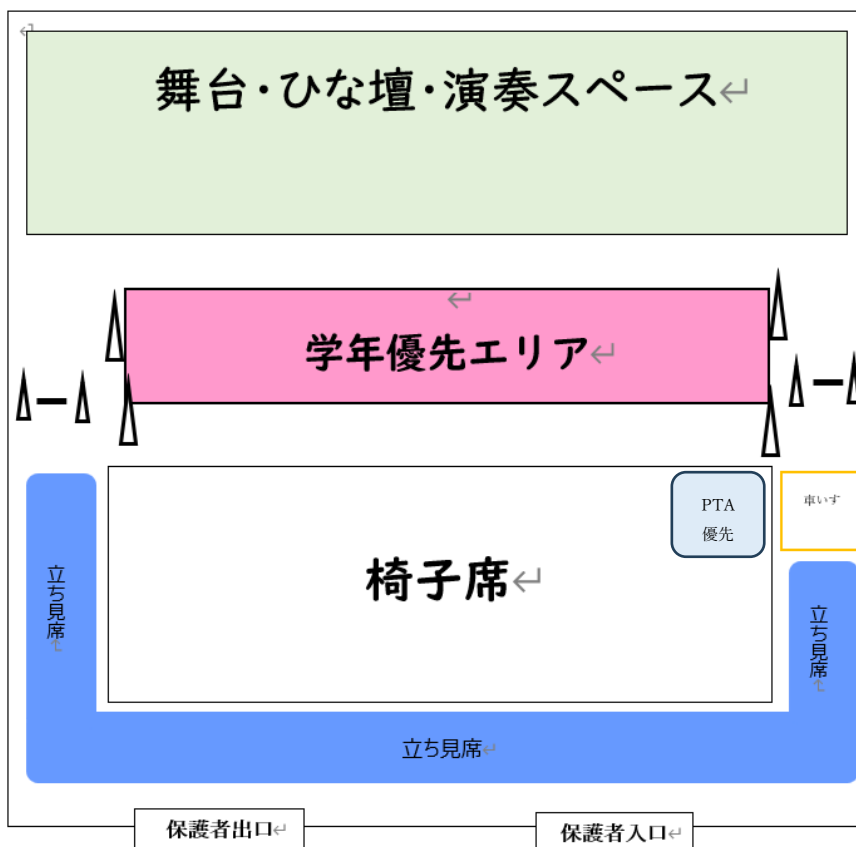 舞台・ひな壇・演奏スペース
学年優先エリア
PTA
優先
車いす
椅子席
立ち見席
立ち見席
立ち見席
保護者出口
保護者入口